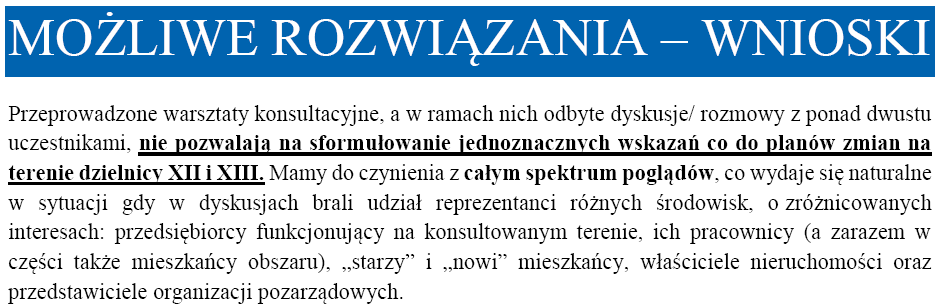 MOŻLIWE ROZWIĄZANIA – WNIOSKI
Przeprowadzone warsztaty konsultacyjne, a w ramach nich odbyte dyskusje/ rozmowy z ponad dwustu
uczestnikami, nie pozwalają na sformułowanie jednoznacznych wskazań co do planów zmian na
terenie dzielnicy XII i XIII. Mamy do czynienia z całym spektrum poglądów, co wydaje się naturalne
w sytuacji gdy w dyskusjach brali udział reprezentanci różnych środowisk, o zróżnicowanych
interesach: przedsiębiorcy funkcjonujący na konsultowanym terenie, ich pracownicy (a zarazem w
części także mieszkańcy obszaru), „starzy” i „nowi” mieszkańcy, właściciele nieruchomości oraz
przedstawiciele organizacji pozarządowych.